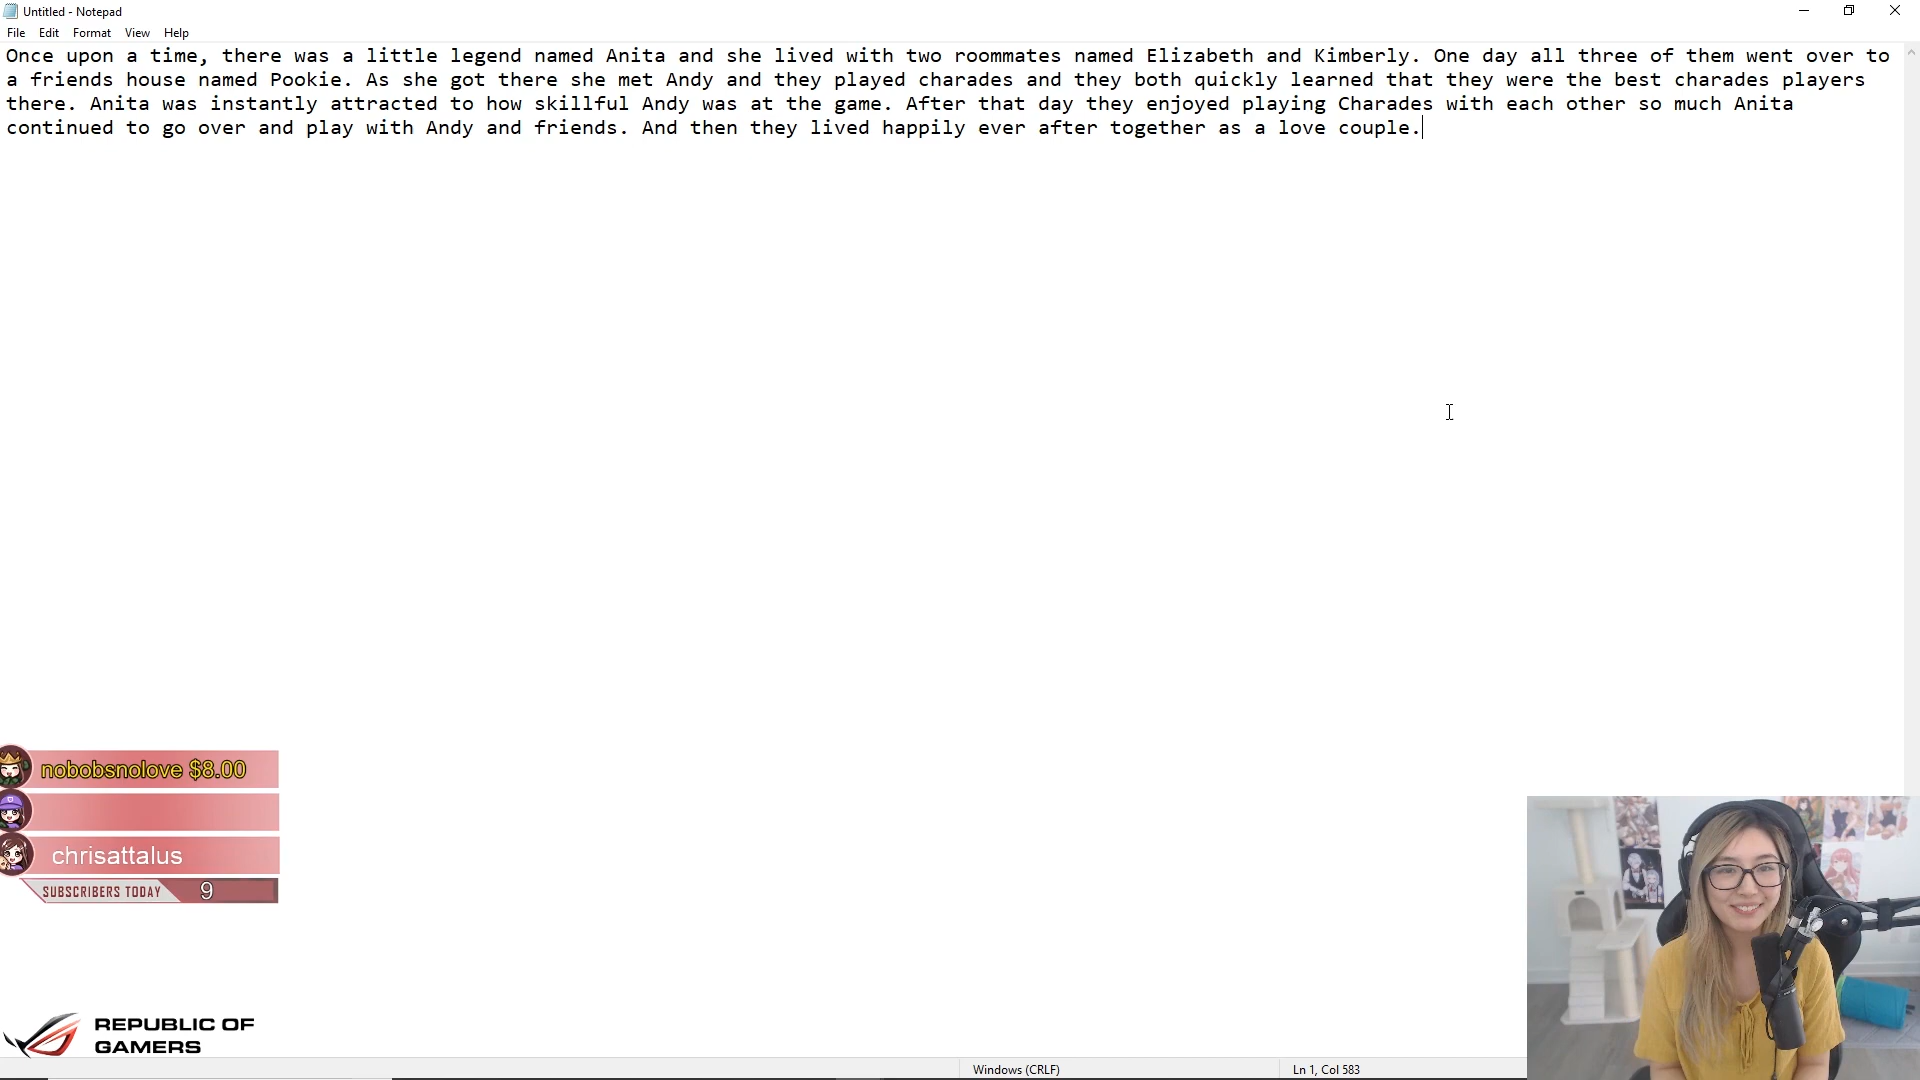 Untitled - Notepad
File Edit Format View Help
Once upon a time, there was a little legend named Anita and she lived with two roommates named Elizabeth and Kimberly. One day all three of them went over to
a friends house named Pookie. As she got there she met Andy and they played charades and they both quickly learned that they were the best charades players
there. Anita was instantly attracted to how skillful Andy was at the game. After that day they enjoyed playing Charades with each other so much Anita
continued to go over and play with Andy and friends. And then they lived happily ever after together as a love couple.
nobobsnolove $8.00
chrisattalus
SUBSCRIBERS TODAY 9
REPUBLIC OF
GAMERS
Windows (CRLF) Ln 1, Col 583